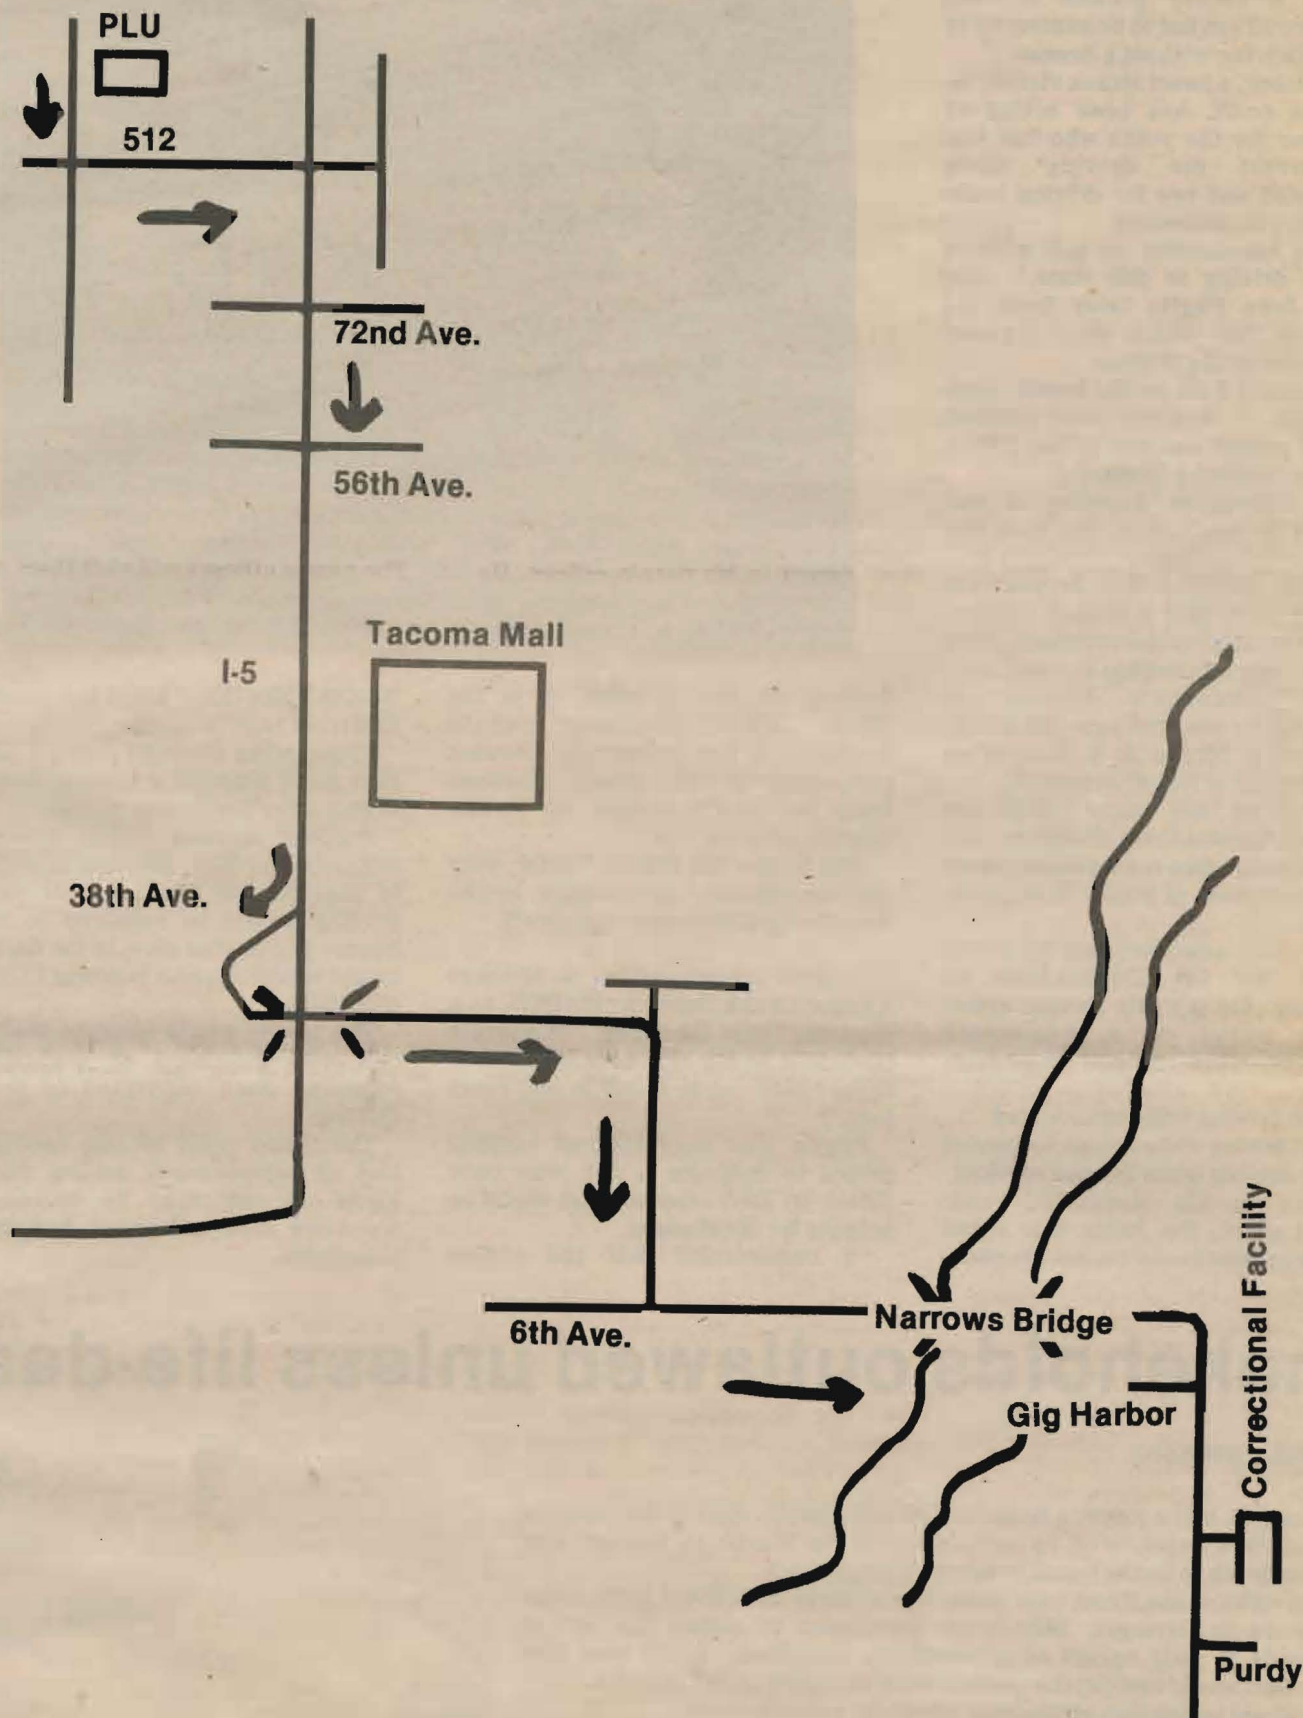 PLU
512
72nd Ave.
56th Ave.
Tacoma Mall
I-5
38th Ave.
6th Ave.
Narrows Bridge
Gig Harbor
Correctional Facility
Purdy